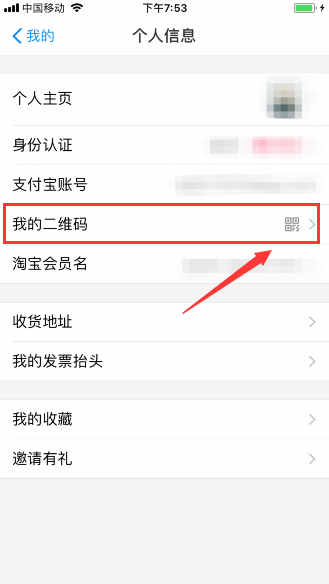 中国移动 下午7:53
我的 个人信息
个人主页
身份认证
支付宝账号
我的二维码
淘宝会员名
收货地址
我的发票抬头
我的收藏
邀请有礼